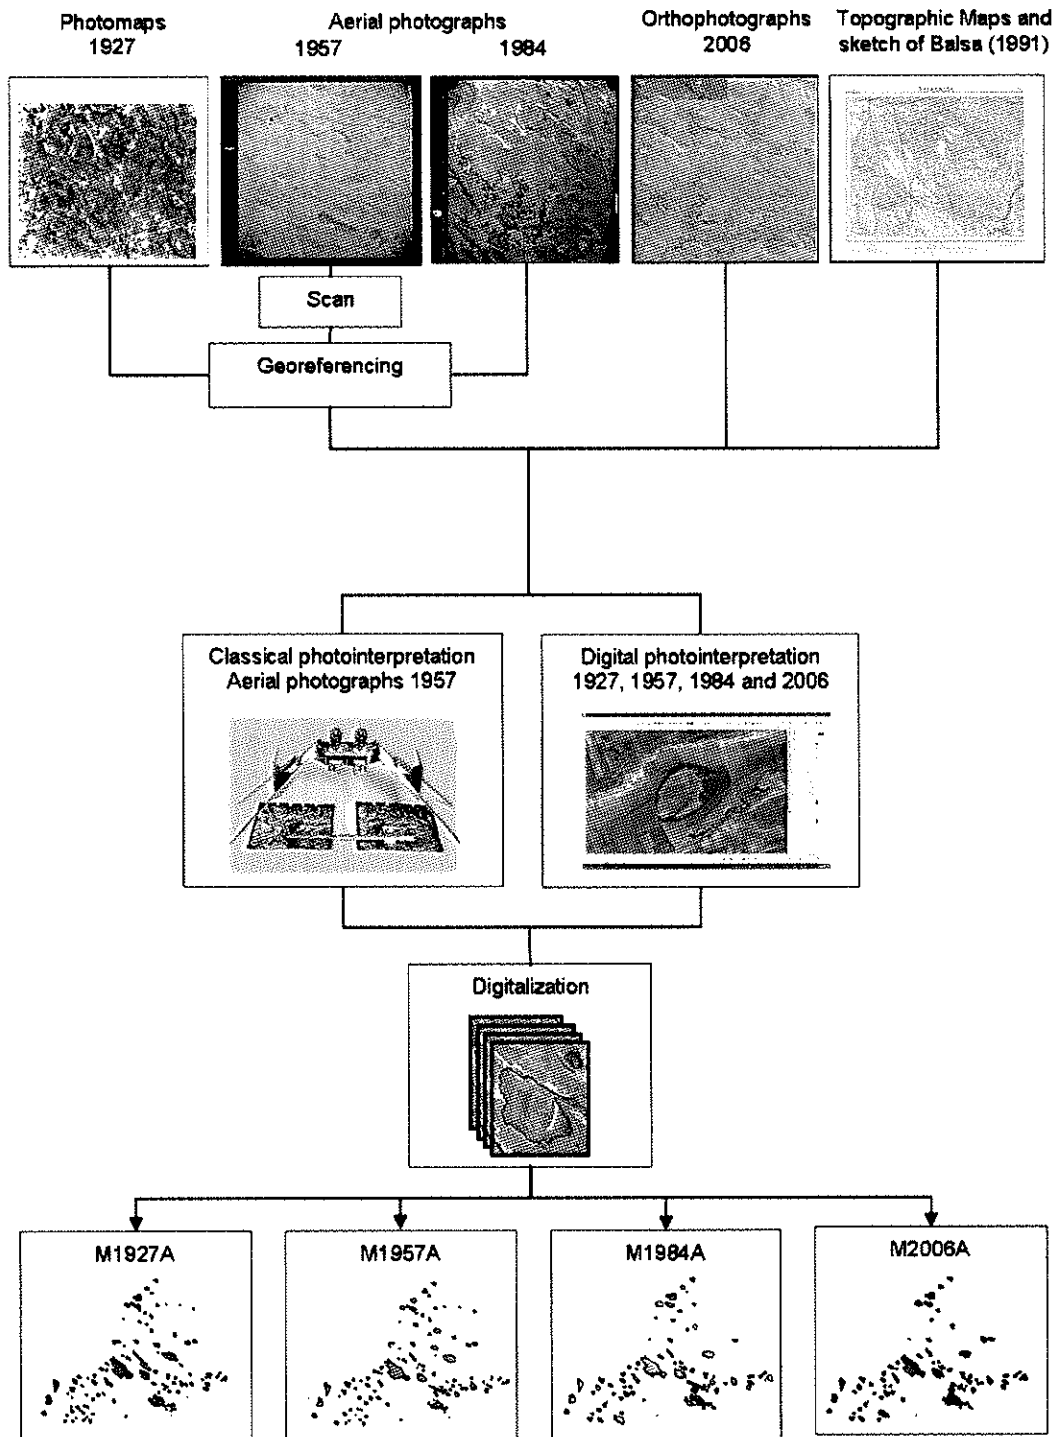 Photomaps
1927
Aerial photographs
1957
1984
Orthophotographs
2006
Topographic Maps and
sketch of Balsa (1991)
Scan
Georeferencing
Classical photointerpretation
Aerial photographs 1957
Digital photointerpretation
1927, 1957, 1984 and 2006
Digitalization
M1927A
M1957A
M1984A
M2006A